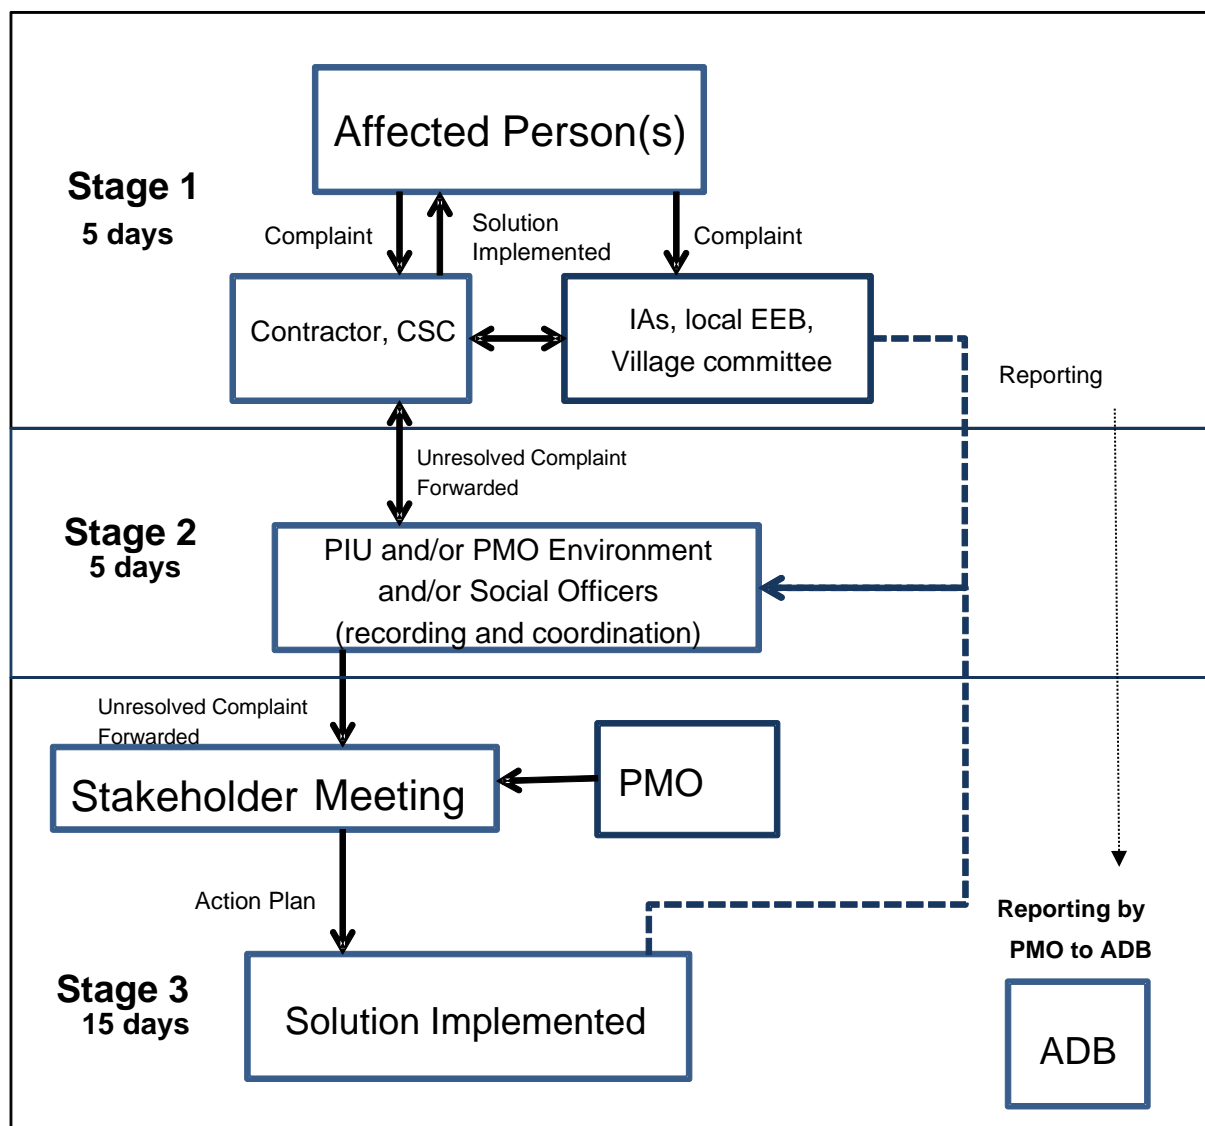 Affected Person(s)
Stage 1
5 days
Complaint
Solution
Implemented
Complaint
Contractor, CSC
IAs, local EEB,
Village committee
Reporting
Unresolved Complaint
Forwarded
Stage 2
5 days
PIU and/or PMO Environment
and/or Social Officers
(recording and coordination)
Unresolved Complaint
Forwarded
Stakeholder Meeting
PMO
Action Plan
Reporting by
PMO to ADB
Stage 3
15 days
Solution Implemented
ADB